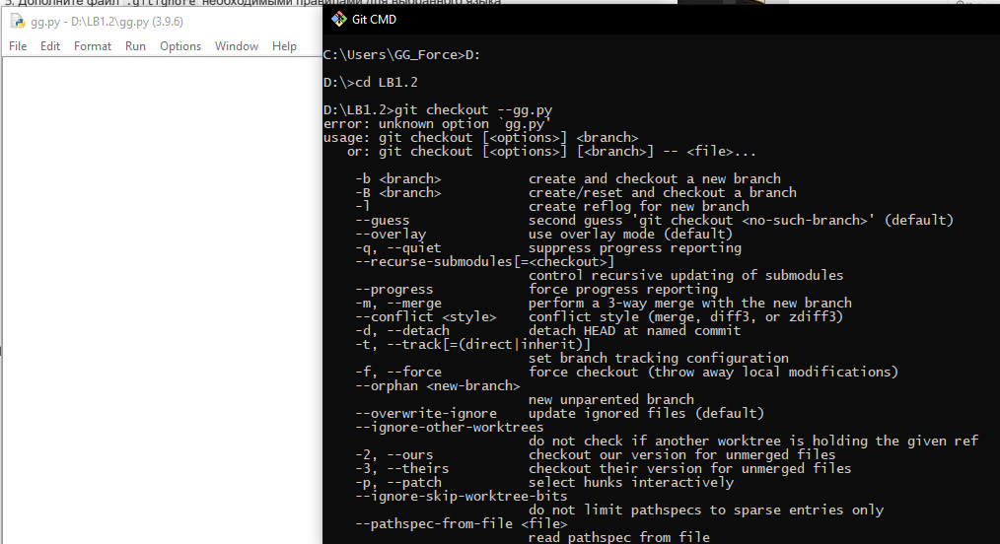 5. Дополните файл .gitignore необходимыми правилами для выбранного языка
gg.py - D:\LB1.2\gg.py (3.9.6)
File Edit Format Run Options Window Help
Git CMD
C:\Users\GG_Force>D:
D:\>cd LB1.2
D:\LB1.2>git checkout --gg.py
error: unknown option `gg.py'
usage: git checkout [<options>] <branch>
   or: git checkout [<options>] [<branch>] -- <file>...
    -b <branch>           create and checkout a new branch
    -B <branch>           create/reset and checkout a branch
    -l                    create reflog for new branch
    --guess               second guess 'git checkout <no-such-branch>' (default)
    --overlay             use overlay mode (default)
    -q, --quiet           suppress progress reporting
    --recurse-submodules[=<checkout>]
                          control recursive updating of submodules
    --progress            force progress reporting
    -m, --merge           perform a 3-way merge with the new branch
    --conflict <style>    conflict style (merge, diff3, or zdiff3)
    -d, --detach          detach HEAD at named commit
    -t, --track[=(direct|inherit)]
                          set branch tracking configuration
    -f, --force           force checkout (throw away local modifications)
    --orphan <new-branch>
                          new unparented branch
    --overwrite-ignore    update ignored files (default)
    --ignore-other-worktrees
                          do not check if another worktree is holding the given ref
    -2, --ours            checkout our version for unmerged files
    -3, --theirs          checkout their version for unmerged files
    -p, --patch           select hunks interactively
    --ignore-skip-worktree-bits
                          do not limit pathspecs to sparse entries only
    --pathspec-from-file <file>
                          read pathspec from file